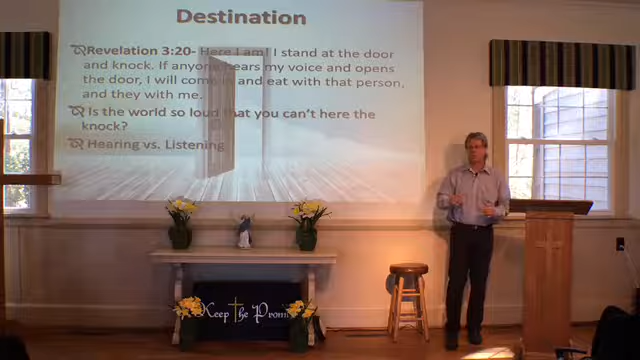 Destination
Revelation 3:20- Here I am! I stand at the door
and knock. If anyone hears my voice and opens
the door, I will come in and eat with that person,
and they with me.
Is the world so loud that you can't here the
knock?
Hearing vs. Listening
Keep the Promi